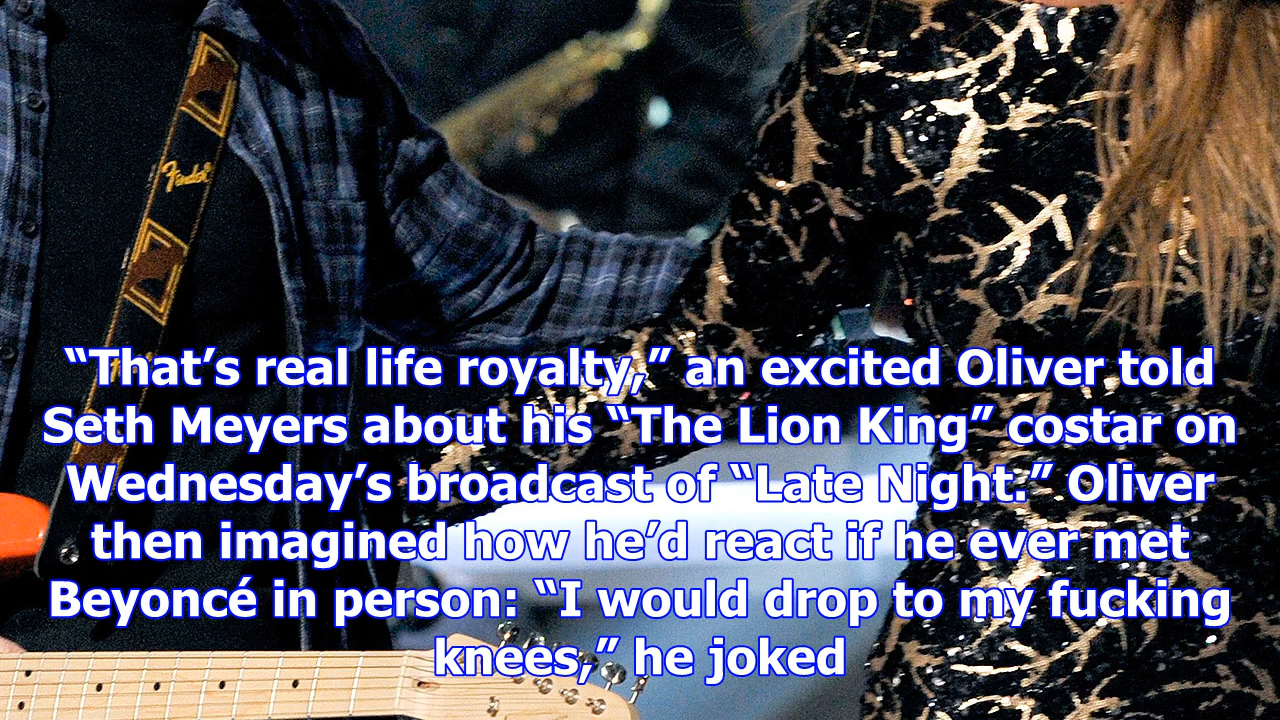 Fender
“That’s real life royalty,” an excited Oliver told
Seth Meyers about his “The Lion King” costar on
Wednesday’s broadcast of “Late Night.” Oliver
then imagined how he’d react if he ever met
Beyoncé in person: “I would drop to my fucking
knees,” he joked